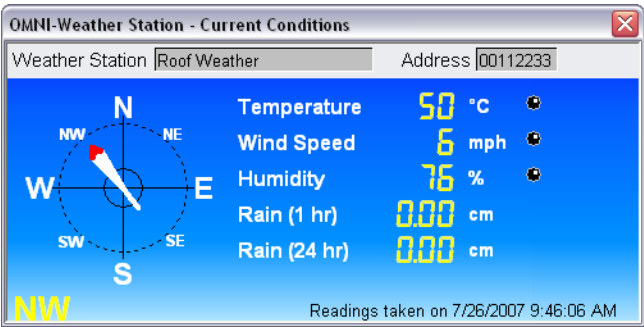 OMNI-Weather Station - Current Conditions
Weather Station Roof Weather Address 00112233
N
NW NE
W E
SW SE
S
NW
Temperature 50 °C
Wind Speed 6 mph
Humidity 76 %
Rain (1 hr) 0.00 cm
Rain (24 hr) 0.00 cm
Readings taken on 7/26/2007 9:46:06 AM